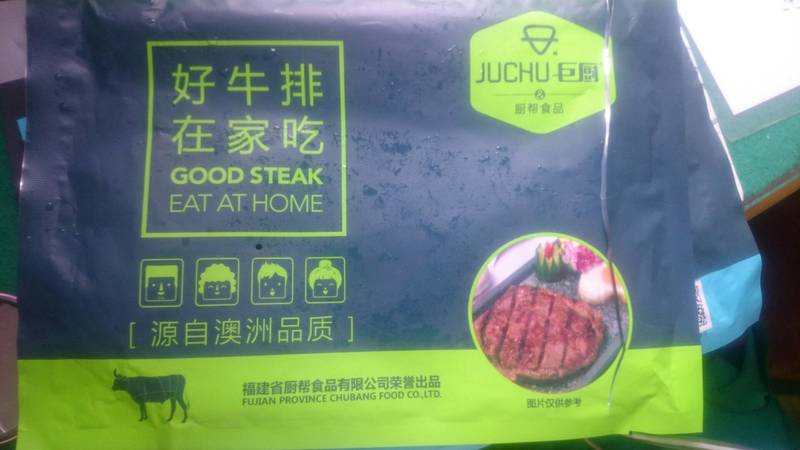 好牛排
在家吃
GOOD STEAK
EAT AT HOME
JUCHU 巨厨
&
厨帮食品
[ 源自澳洲品质 ]
福建省厨帮食品有限公司荣誉出品
FUJIAN PROVINCE CHUBANG FOOD CO.,LTD.
图片仅供参考